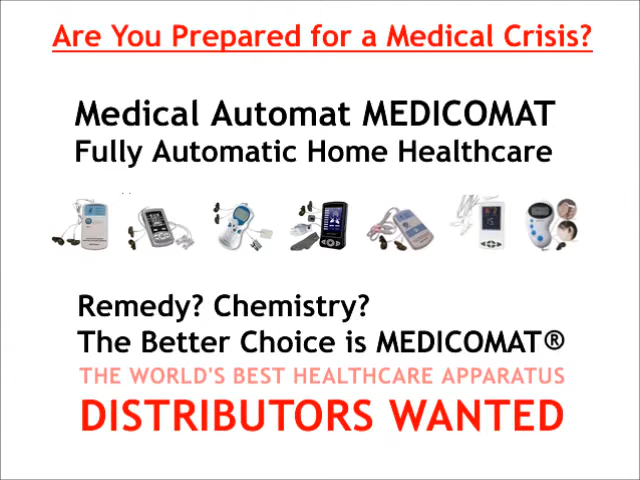 Are You Prepared for a Medical Crisis?
Medical Automat MEDICOMAT
Fully Automatic Home Healthcare
Remedy? Chemistry?
The Better Choice is MEDICOMAT®
THE WORLD'S BEST HEALTHCARE APPARATUS
DISTRIBUTORS WANTED